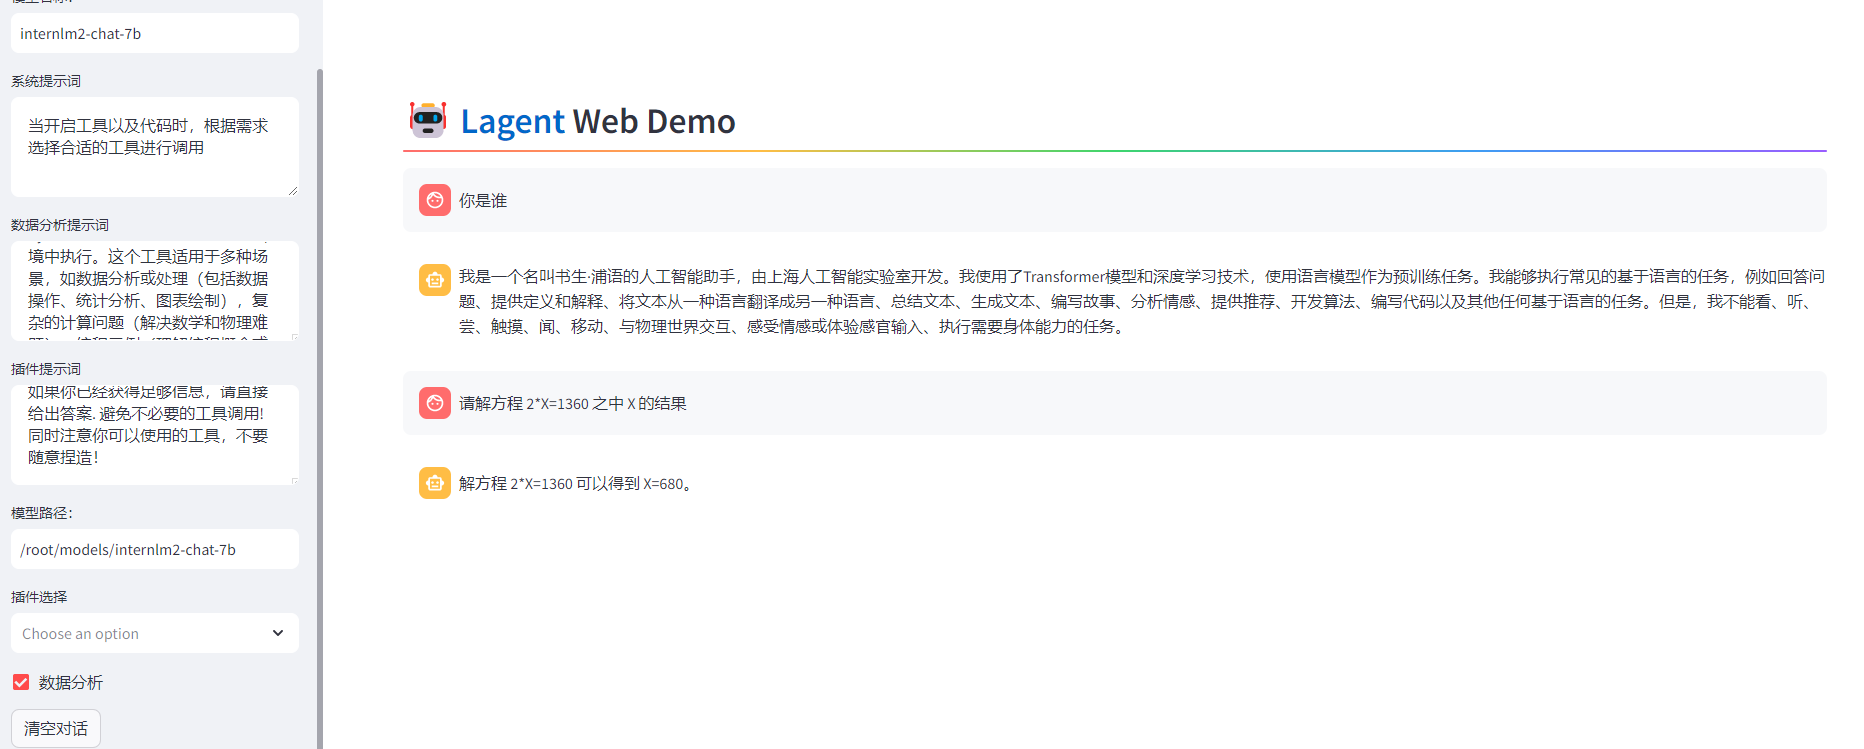 internlm2-chat-7b
系统提示词
当开启工具以及代码时，根据需求
选择合适的工具进行调用
数据分析提示词
境中执行。这个工具适用于多种场
景，如数据分析或处理（包括数据
操作、统计分析、图表绘制），复
杂的计算问题（解决数学和物理难
插件提示词
如果你已经获得足够信息，请直接
给出答案. 避免不必要的工具调用!
同时注意你可以使用的工具，不要
随意捏造！
模型路径：
/root/models/internlm2-chat-7b
插件选择
Choose an option
数据分析
清空对话
Lagent Web Demo
你是谁
我是一个名叫书生·浦语的人工智能助手，由上海人工智能实验室开发。我使用了Transformer模型和深度学习技术，使用语言模型作为预训练任务。我能够执行常见的基于语言的任务，例如回答问
题、提供定义和解释、将文本从一种语言翻译成另一种语言、总结文本、生成文本、编写故事、分析情感、提供推荐、开发算法、编写代码以及其他任何基于语言的任务。但是，我不能看、听、
尝、触摸、闻、移动、与物理世界交互、感受情感或体验感官输入、执行需要身体能力的任务。
请解方程 2*X=1360 之中 X 的结果
解方程 2*X=1360 可以得到 X=680。